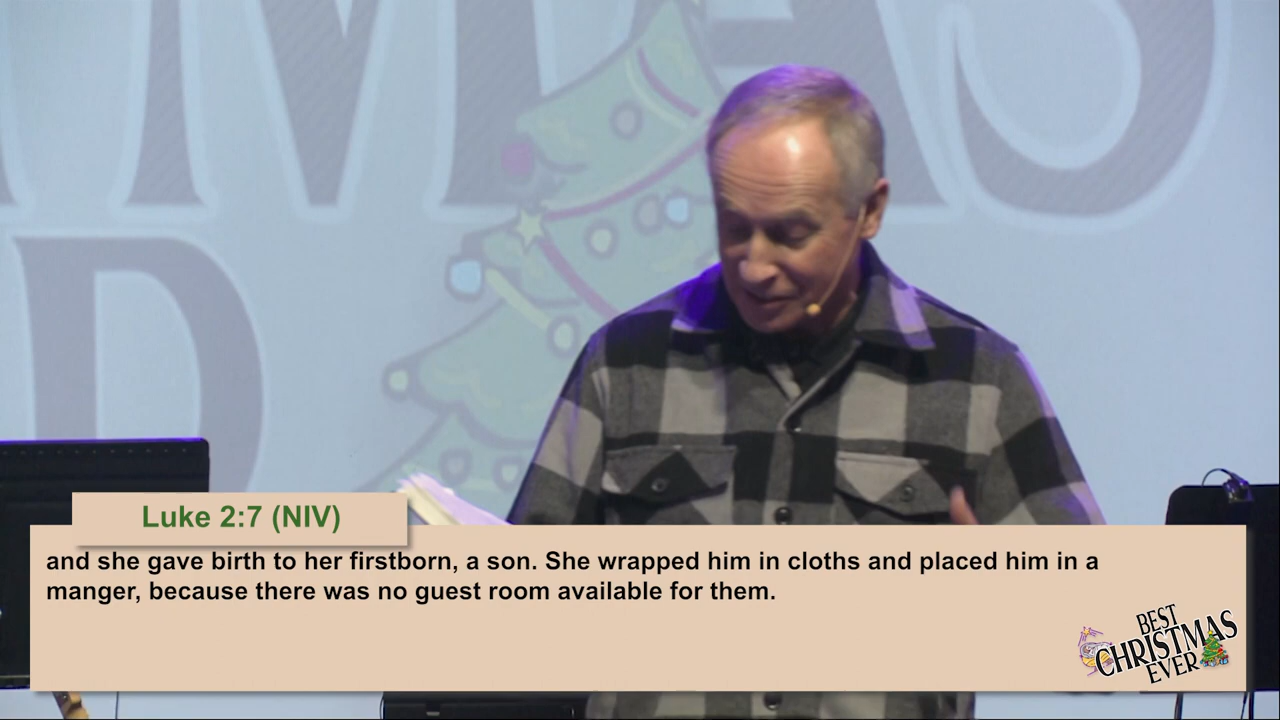 Luke 2:7 (NIV)
and she gave birth to her firstborn, a son. She wrapped him in cloths and placed him in a
manger, because there was no guest room available for them.
BEST
CHRISTMAS
EVER